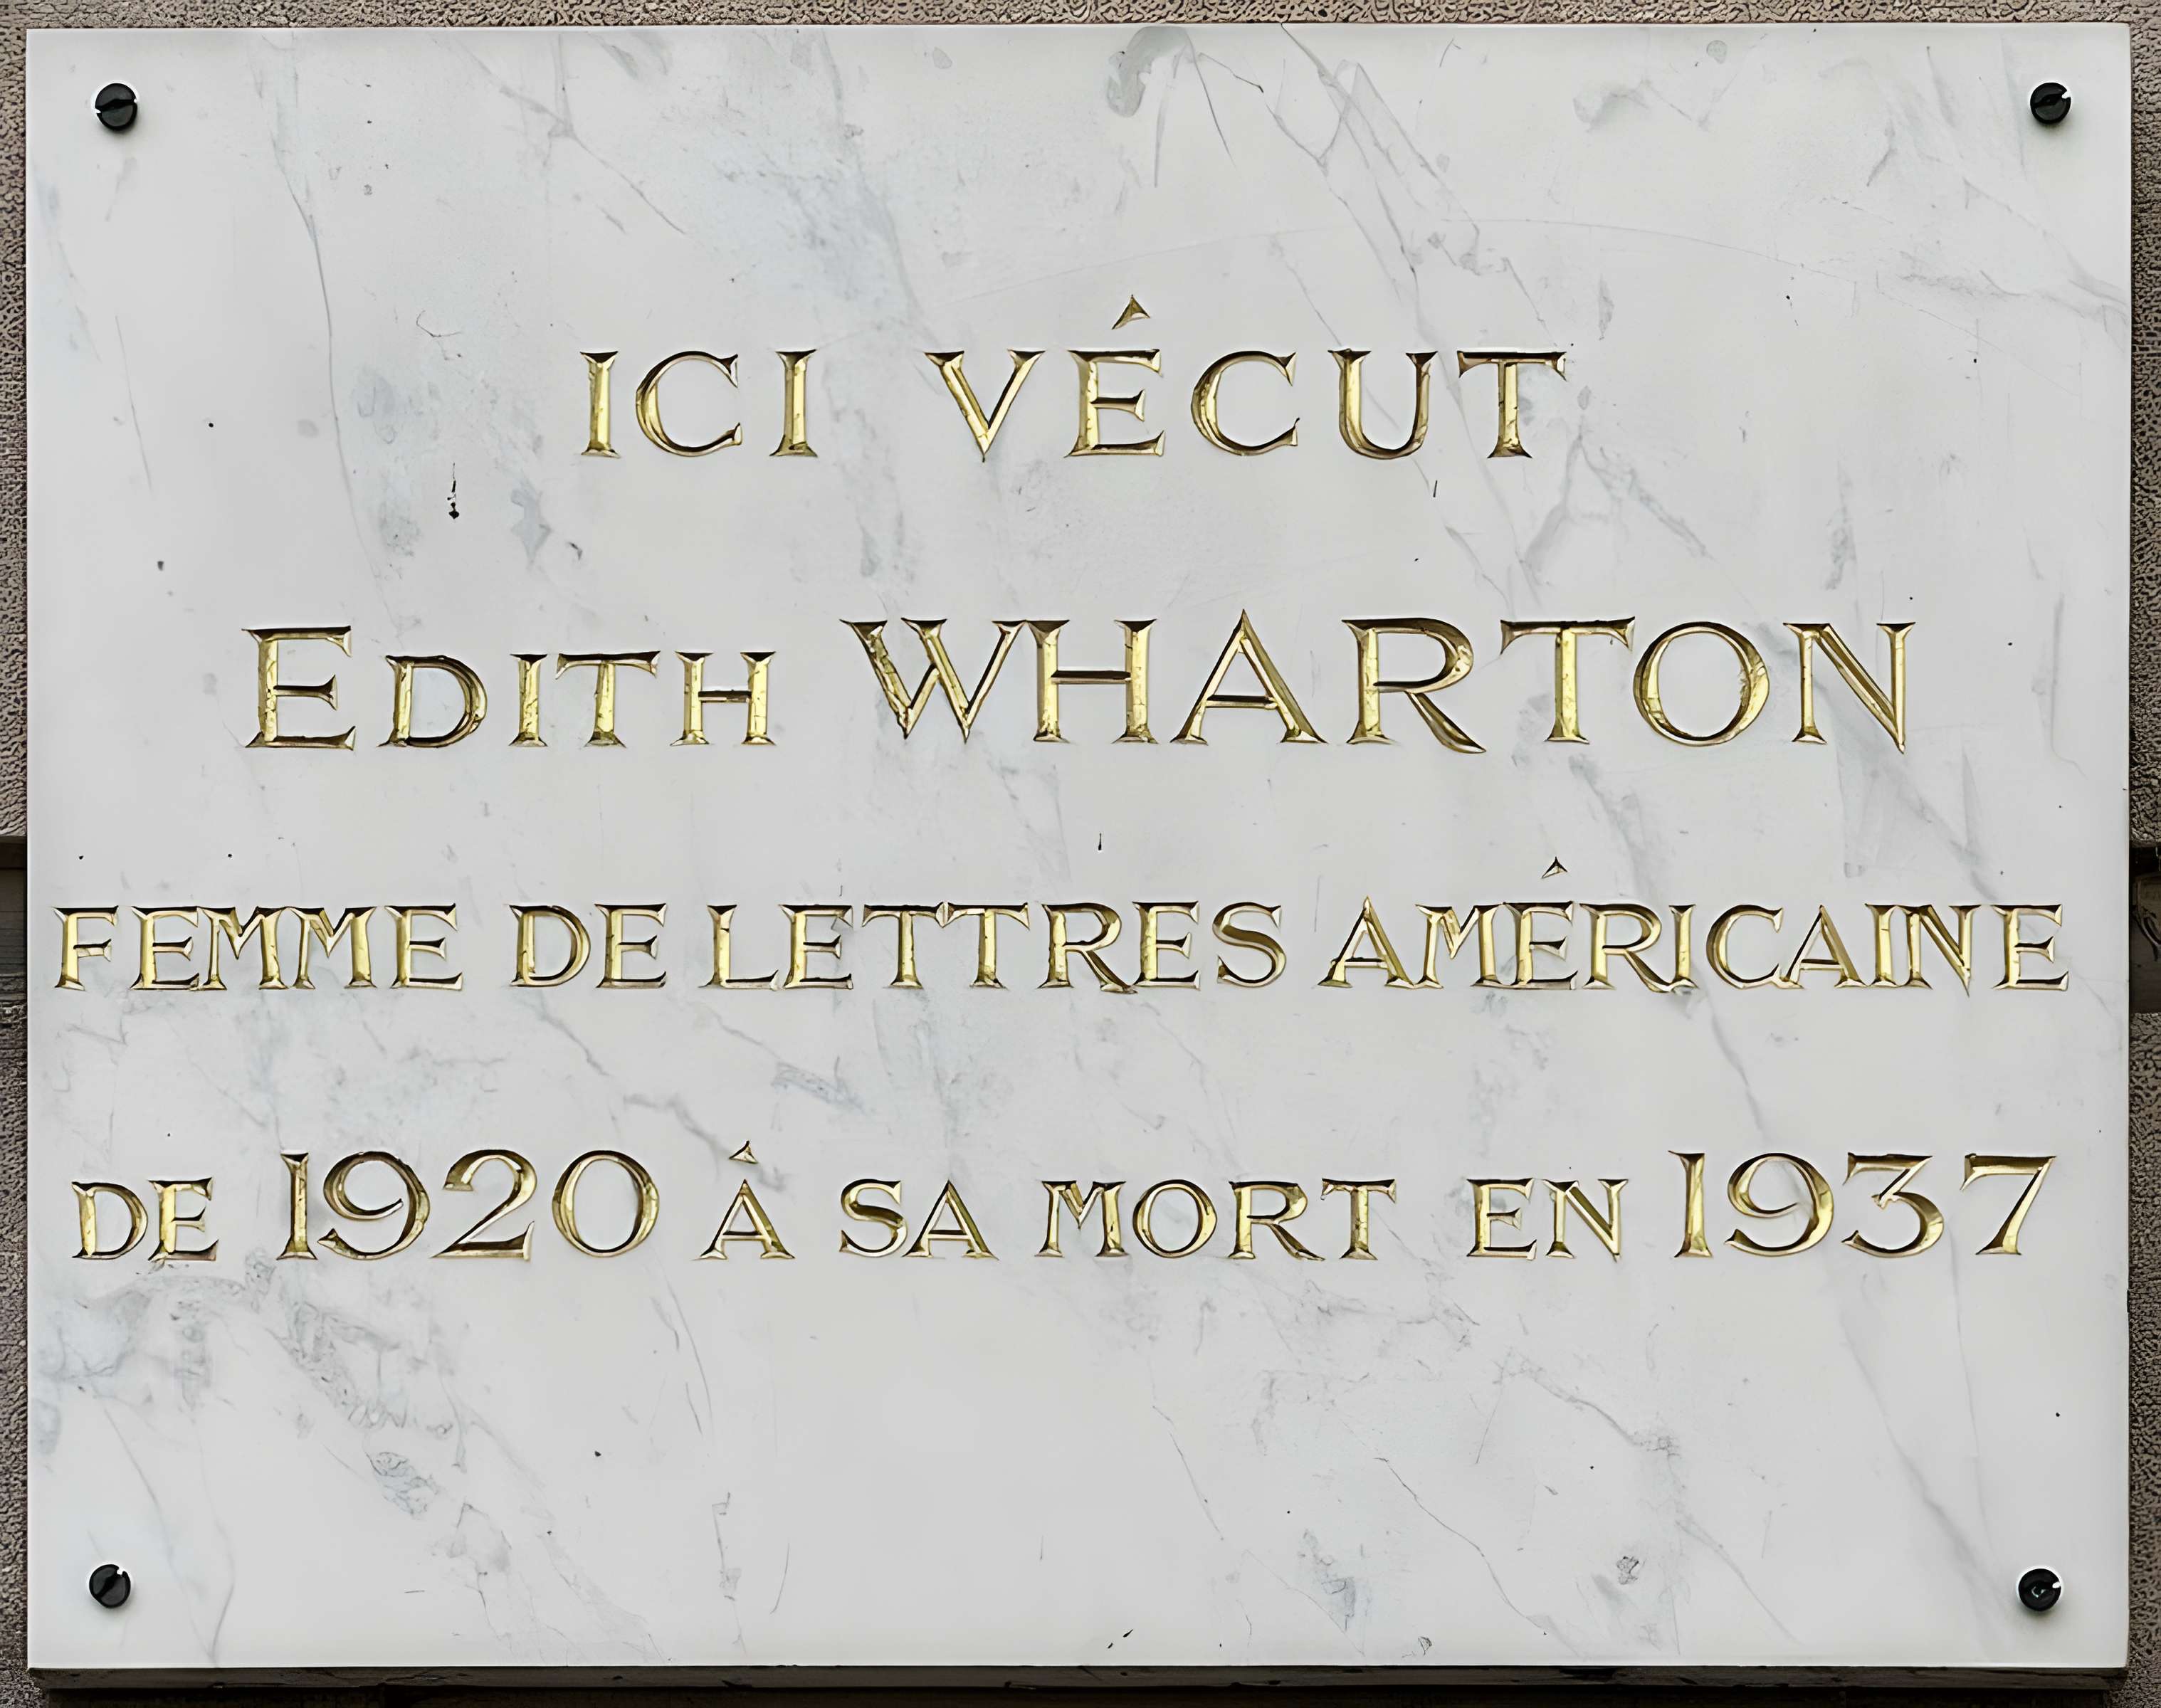 ICI VÉCUT
EDITH WHARTON
FEMME DE LETTRES AMÉRICAINE
DE 1920 À SA MORT EN 1937